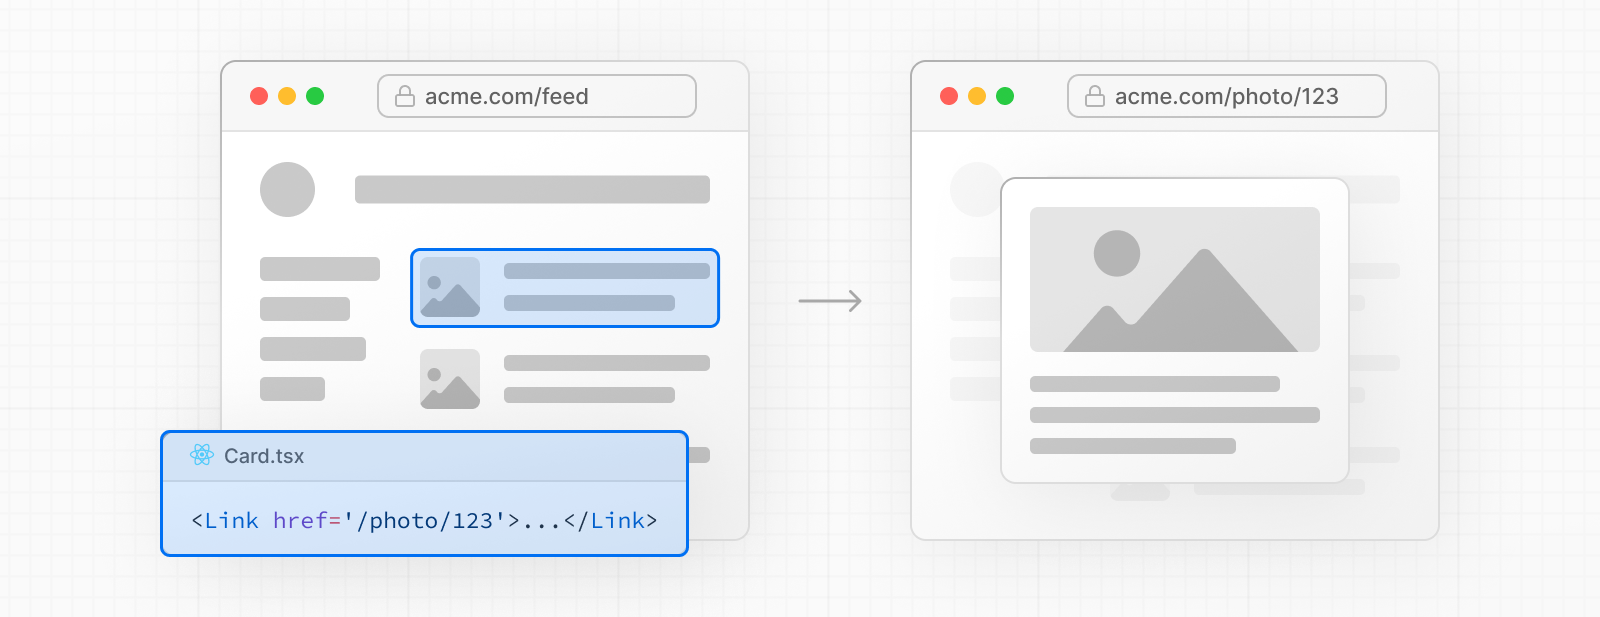 acme.com/feed
Card.tsx
<Link href='/photo/123'>...</Link>
acme.com/photo/123